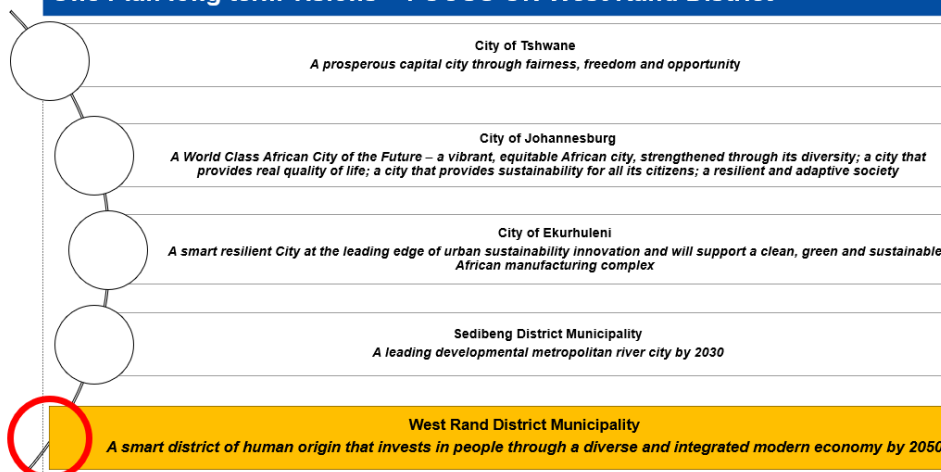 City of Tshwane
A prosperous capital city through fairness, freedom and opportunity
City of Johannesburg
A World Class African City of the Future – a vibrant, equitable African city, strengthened through its diversity; a city that
provides real quality of life; a city that provides sustainability for all its citizens; a resilient and adaptive society
City of Ekurhuleni
A smart resilient City at the leading edge of urban sustainability innovation and will support a clean, green and sustainable
African manufacturing complex
Sedibeng District Municipality
A leading developmental metropolitan river city by 2030
West Rand District Municipality
A smart district of human origin that invests in people through a diverse and integrated modern economy by 2050